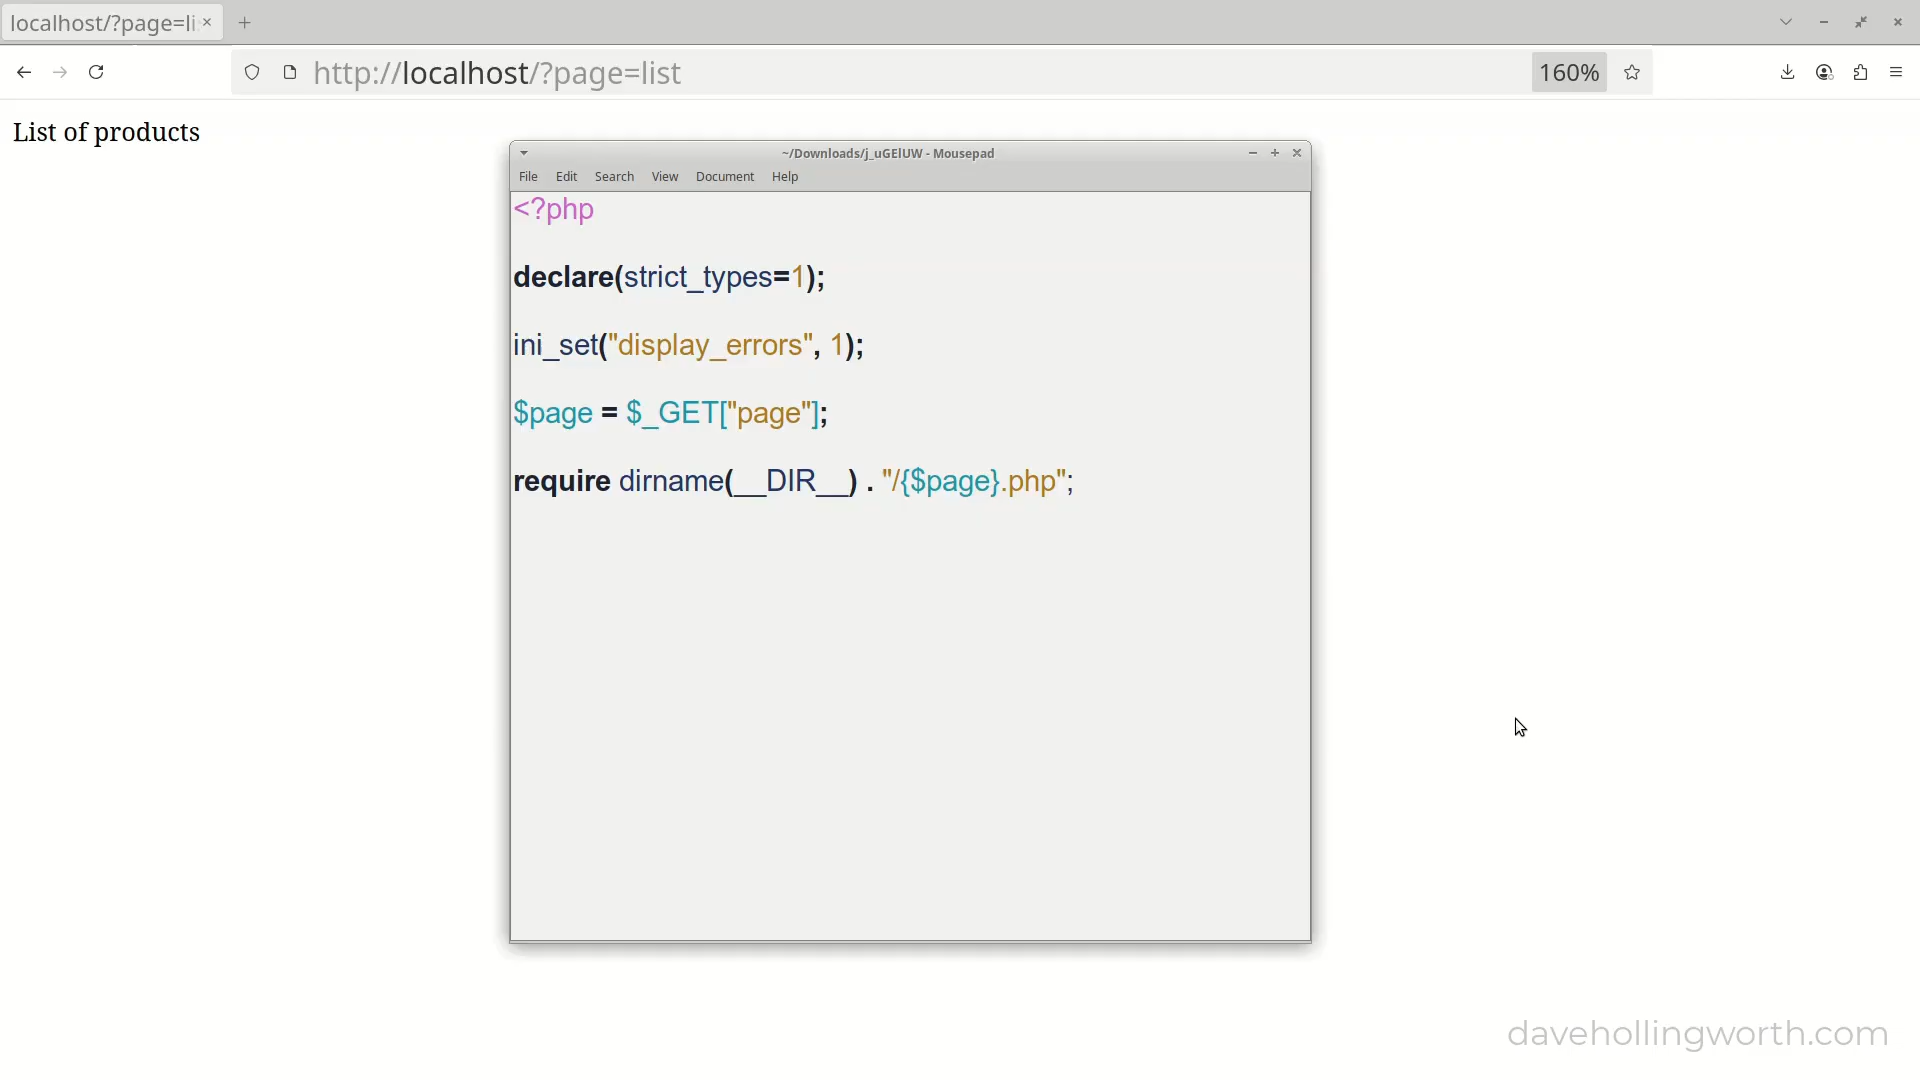 localhost/?page=li
http://localhost/?page=list
160%
List of products
~/Downloads/j_uGElUW - Mousepad
File Edit Search View Document Help
<?php
declare(strict_types=1);
ini_set("display_errors", 1);
$page = $_GET["page"];
require dirname(__DIR__) . "/{$page}.php";
davehollingworth.com